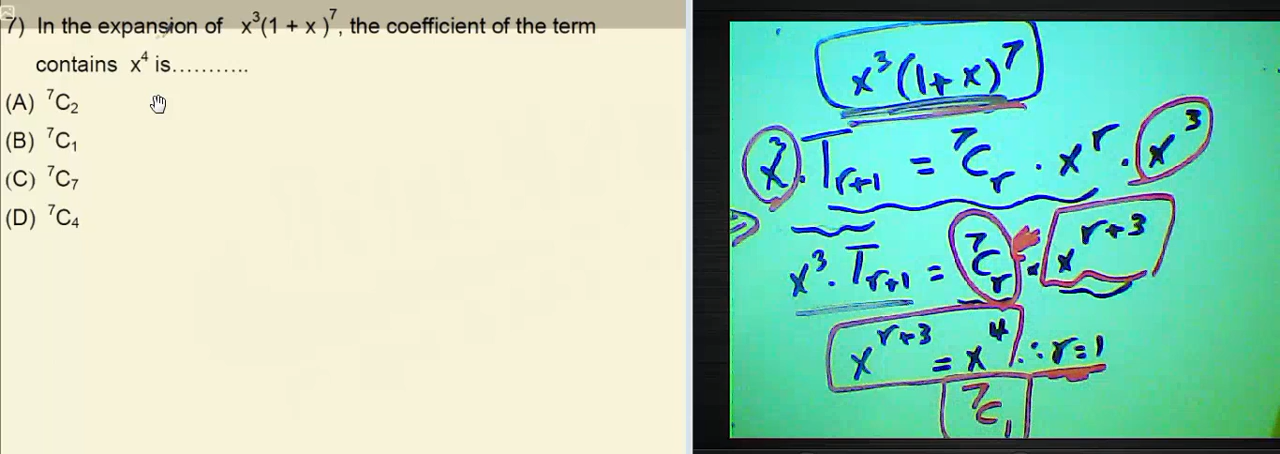 7) In the expansion of x³(1 + x )⁷, the coefficient of the term
contains x⁴ is...........
(A) ⁷C₂
(B) ⁷C₁
(C) ⁷C₇
(D) ⁷C₄
x³(1+x)⁷
x³.Tᵣ₊₁ = ⁷Cᵣ . xʳ . x³
x³.Tᵣ₊₁ = ⁷Cᵣ . xʳ⁺³
xʳ⁺³ = x⁴ ∴ r=1
⁷C₁